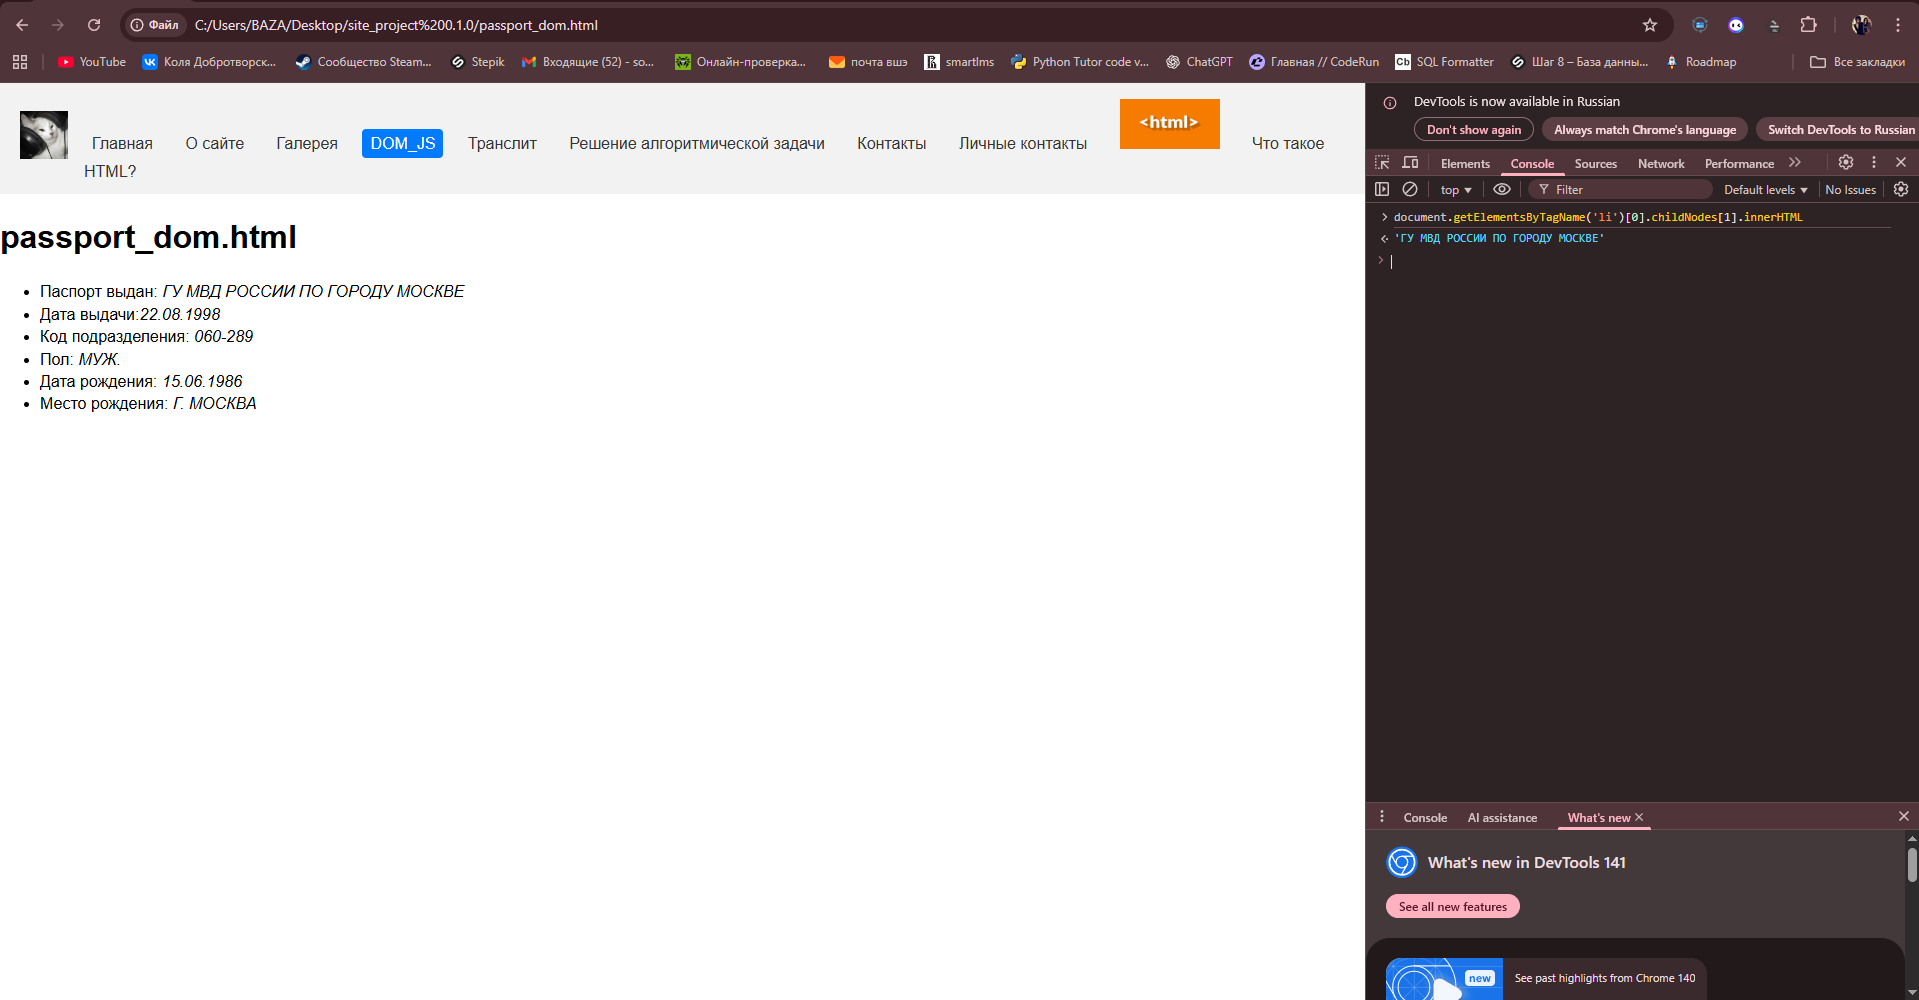 Файл
C:/Users/BAZA/Desktop/site_project%200.1.0/passport_dom.html
YouTube
Коля Добротворск...
Сообщество Steam...
Stepik
Входящие (52) - so...
Онлайн-проверка...
почта вшэ
smartlms
Python Tutor code v...
ChatGPT
Главная // CodeRun
Cb SQL Formatter
Шаг 8 – База данны...
Roadmap
Все закладки
Главная
О сайте
Галерея
DOM_JS
Транслит
Решение алгоритмической задачи
Контакты
Личные контакты
<html>
Что такое
HTML?
passport_dom.html
Паспорт выдан: ГУ МВД РОССИИ ПО ГОРОДУ МОСКВЕ
Дата выдачи:22.08.1998
Код подразделения: 060-289
Пол: МУЖ.
Дата рождения: 15.06.1986
Место рождения: Г. МОСКВА
DevTools is now available in Russian
Don't show again
Always match Chrome's language
Switch DevTools to Russian
Elements
Console
Sources
Network
Performance
top
Filter
Default levels
No Issues
document.getElementsByTagName('li')[0].childNodes[1].innerHTML
'ГУ МВД РОССИИ ПО ГОРОДУ МОСКВЕ'
Console
AI assistance
What's new
What's new in DevTools 141
See all new features
new
See past highlights from Chrome 140